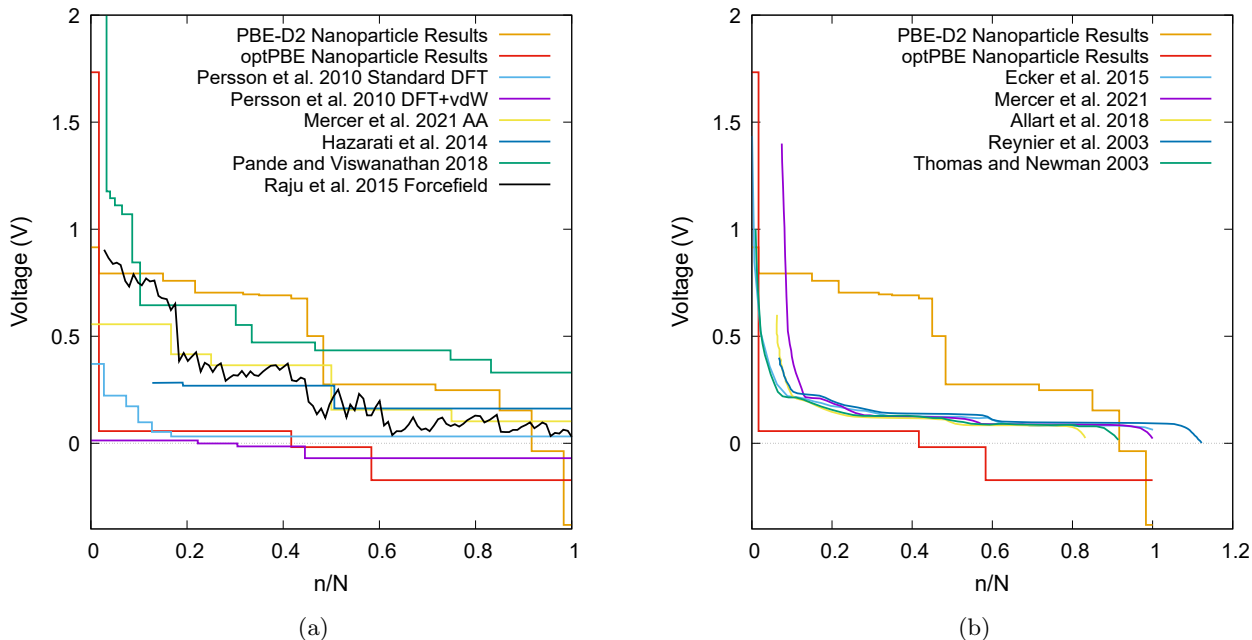 2
1.5
1
0.5
0
Voltage (V)
0
0.2
0.4
0.6
0.8
1
n/N
PBE-D2 Nanoparticle Results
optPBE Nanoparticle Results
Persson et al. 2010 Standard DFT
Persson et al. 2010 DFT+vdW
Mercer et al. 2021 AA
Hazarati et al. 2014
Pande and Viswanathan 2018
Raju et al. 2015 Forcefield
(a)
2
1.5
1
0.5
0
Voltage (V)
0
0.2
0.4
0.6
0.8
1
1.2
n/N
PBE-D2 Nanoparticle Results
optPBE Nanoparticle Results
Ecker et al. 2015
Mercer et al. 2021
Allart et al. 2018
Reynier et al. 2003
Thomas and Newman 2003
(b)